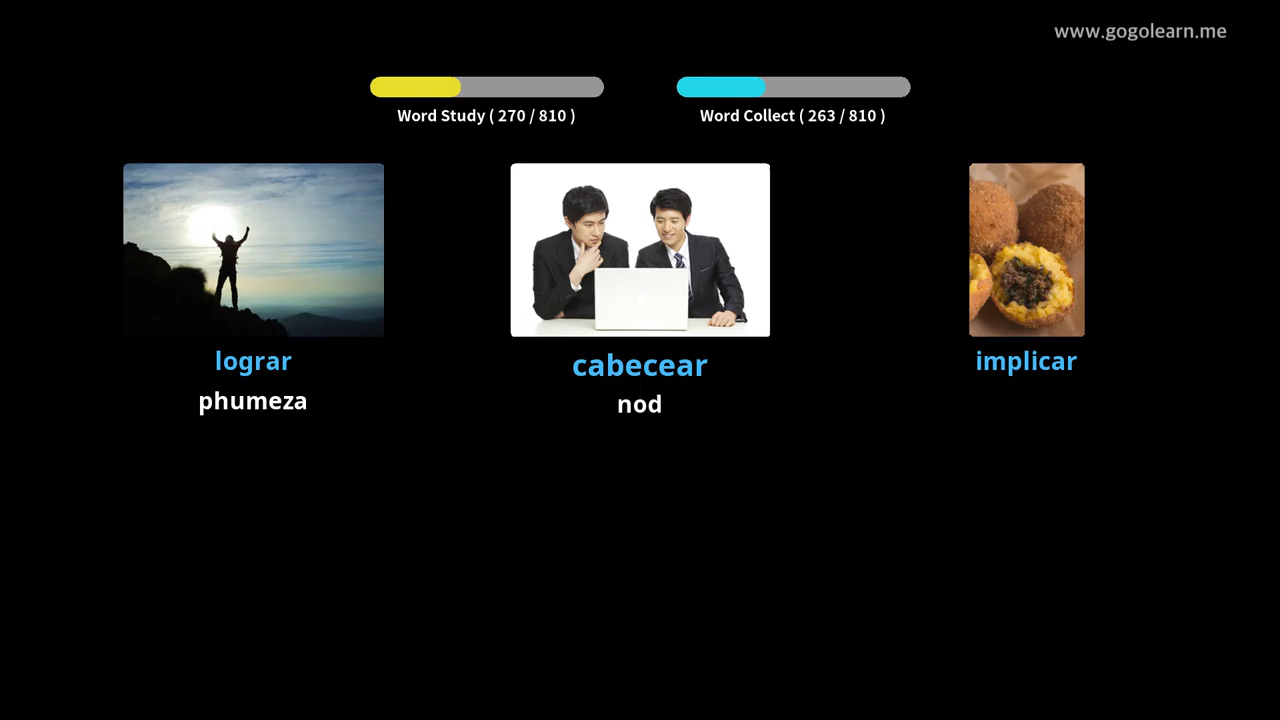 www.gogolearn.me
Word Study ( 270 / 810 )
Word Collect ( 263 / 810 )
lograr
phumeza
cabecear
nod
implicar